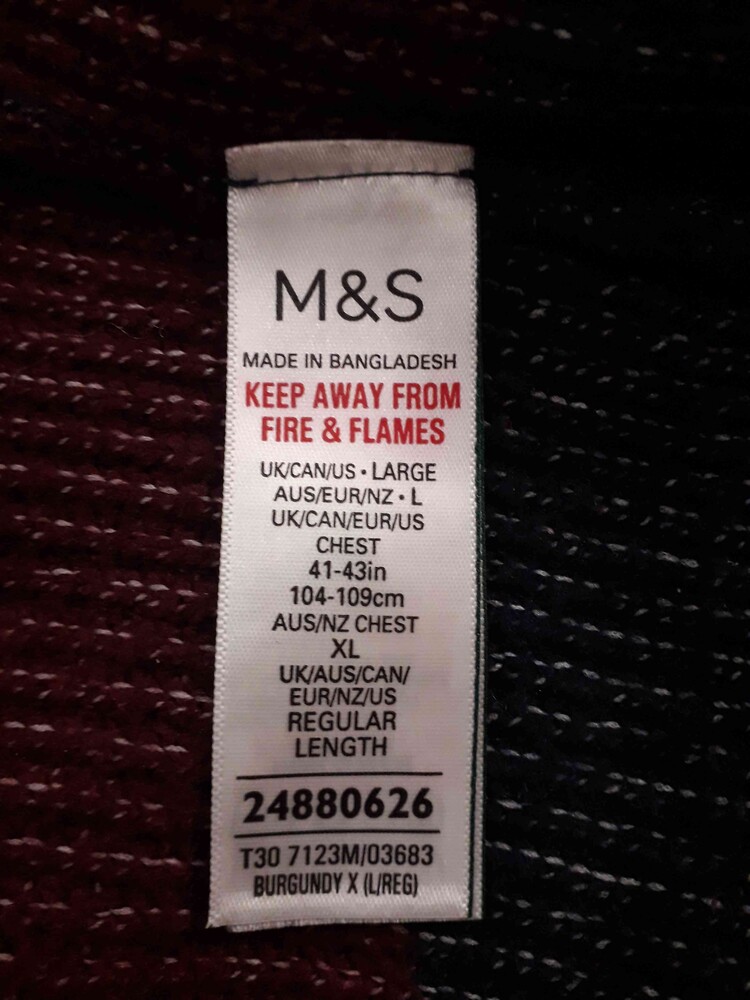 M&S
MADE IN BANGLADESH
KEEP AWAY FROM
FIRE & FLAMES
UK/CAN/US • LARGE
AUS/EUR/NZ • L
UK/CAN/EUR/US
CHEST
41-43in
104-109cm
AUS/NZ CHEST
XL
UK/AUS/CAN/
EUR/NZ/US
REGULAR
LENGTH
24880626
T30 7123M/03683
BURGUNDY X (L/REG)